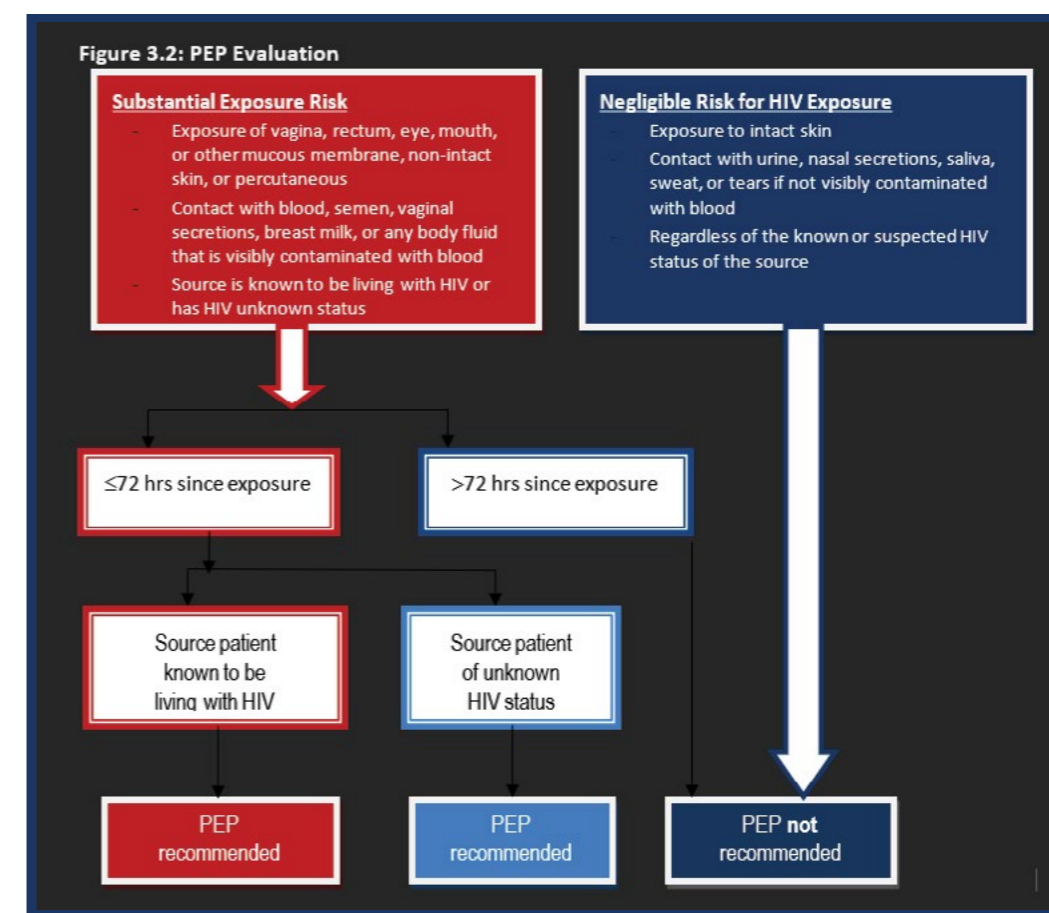 Figure 3.2: PEP Evaluation
Substantial Exposure Risk
- Exposure of vagina, rectum, eye, mouth,
or other mucous membrane, non-intact
skin, or percutaneous
- Contact with blood, semen, vaginal
secretions, breast milk, or any body fluid
that is visibly contaminated with blood
- Source is known to be living with HIV or
has HIV unknown status
Negligible Risk for HIV Exposure
- Exposure to intact skin
- Contact with urine, nasal secretions, saliva,
sweat, or tears if not visibly contaminated
with blood
- Regardless of the known or suspected HIV
status of the source
≤72 hrs since exposure
>72 hrs since exposure
Source patient
known to be
living with HIV
Source patient
of unknown
HIV status
PEP
recommended
PEP
recommended
PEP not
recommended